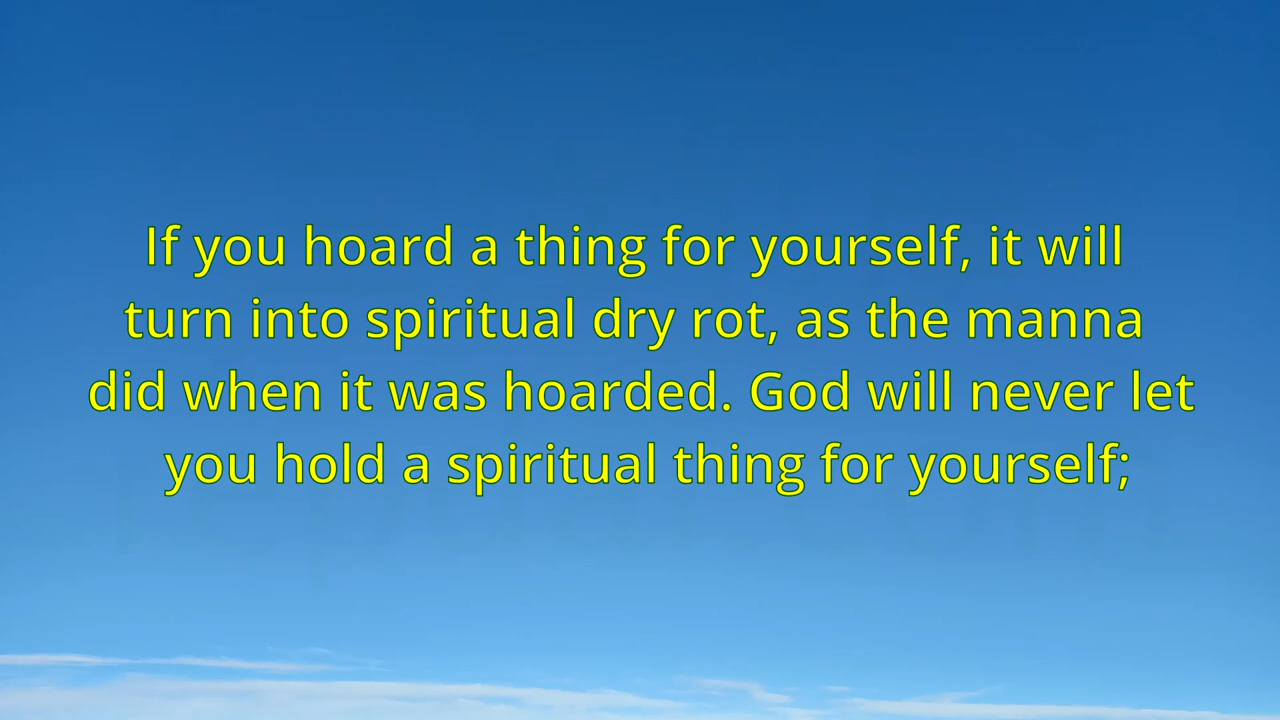 If you hoard a thing for yourself, it will
turn into spiritual dry rot, as the manna
did when it was hoarded. God will never let
you hold a spiritual thing for yourself;